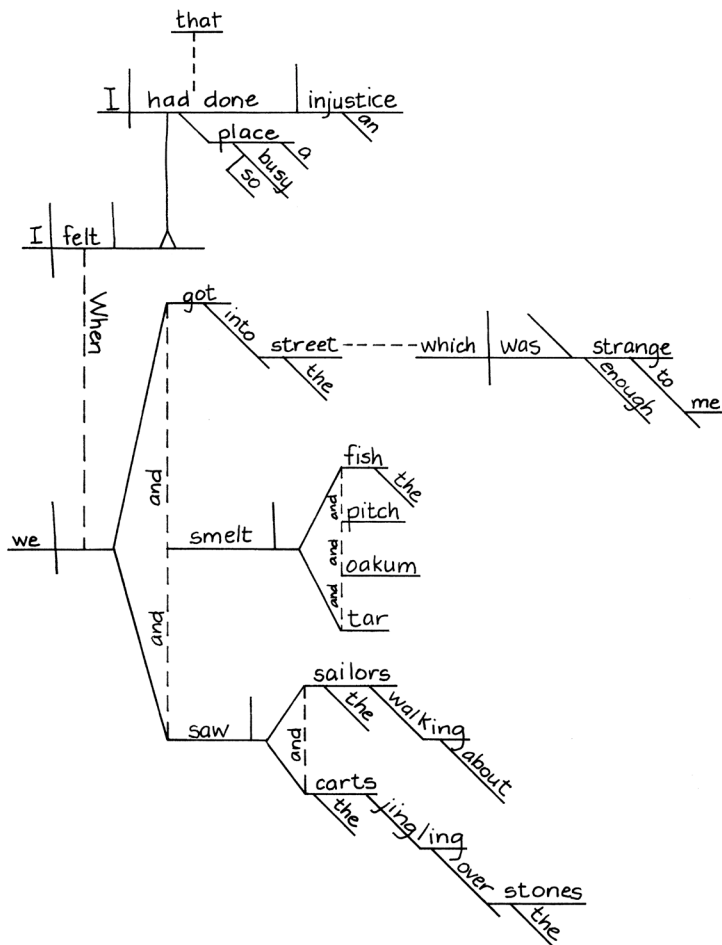 that
I had done injustice
an
place
a
busy
so
I felt
When
got
into
street which was strange
the
enough
to
me
and
fish
the
and
pitch
we
smelt
and
oakum
and
tar
and
sailors
the
walking
saw
about
and
carts
the
jingling
over
stones
the